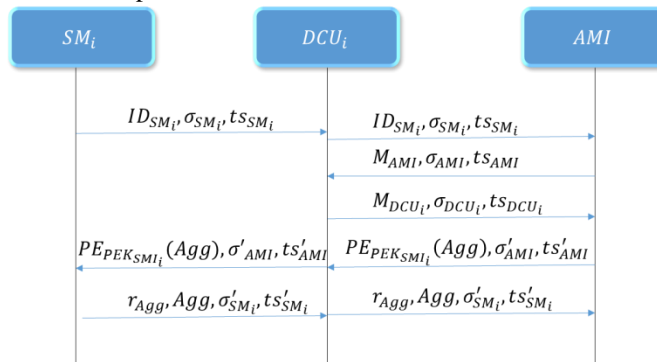 SM_i DCU_i AMI
ID_{SM_i}, σ_{SM_i}, ts_{SM_i}
ID_{SM_i}, σ_{SM_i}, ts_{SM_i}
M_{AMI}, σ_{AMI}, ts_{AMI}
M_{DCU_i}, σ_{DCU_i}, ts_{DCU_i}
PE_{PEK_{SMI_i}}(Agg), σ'_{AMI}, ts'_{AMI} PE_{PEK_{SMI_i}}(Agg), σ'_{AMI}, ts'_{AMI}
r_{Agg}, Agg, σ'_{SM_i}, ts'_{SM_i} r_{Agg}, Agg, σ'_{SM_i}, ts'_{SM_i}